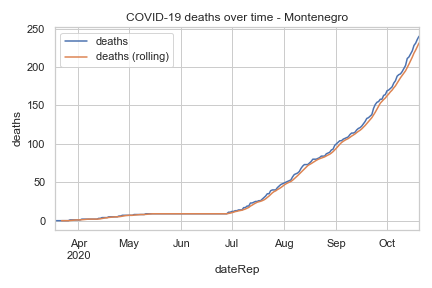 COVID-19 deaths over time - Montenegro
deaths
deaths (rolling)
250
200
150
100
50
0
deaths
Apr
2020
May
Jun
Jul
Aug
Sep
Oct
dateRep